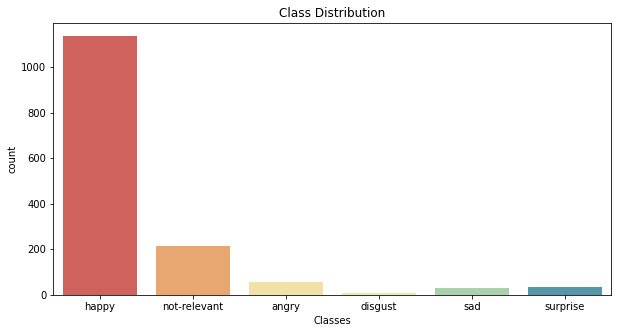 Class Distribution
count
1000
800
600
400
200
0
happy not-relevant angry disgust sad surprise
Classes